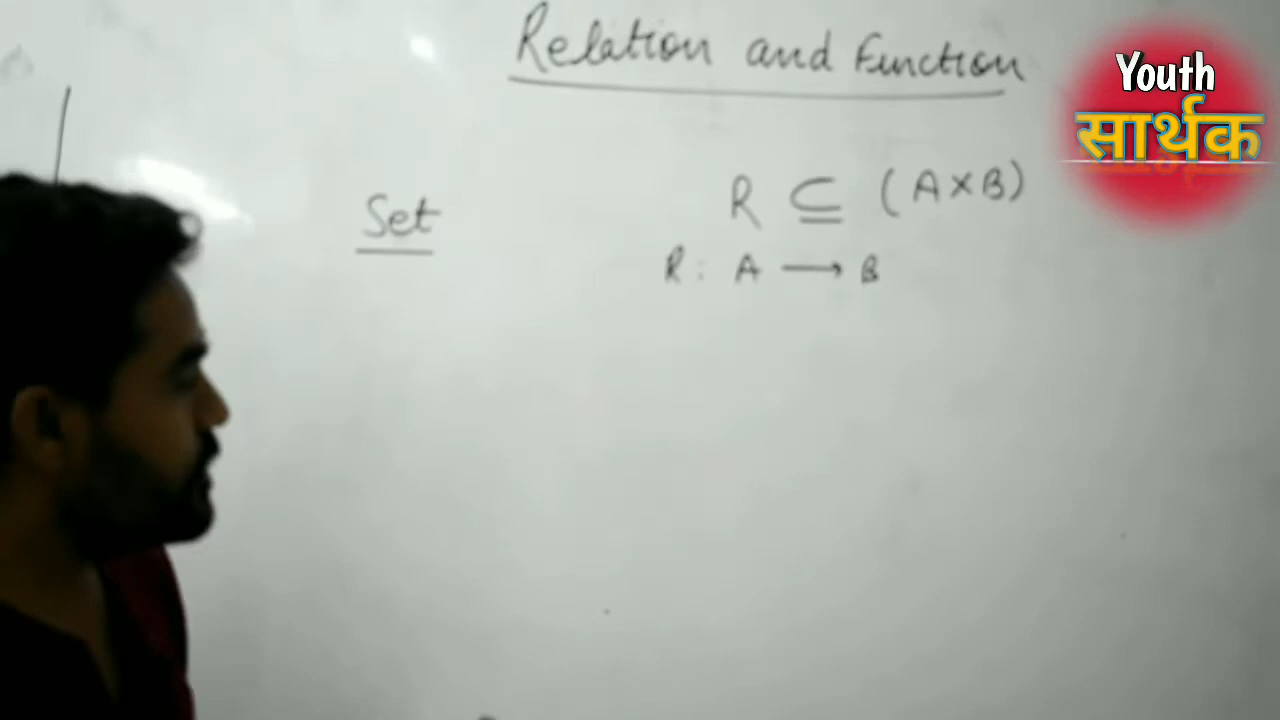 Relation and Function
Youth
सार्थक
Set
R ⊆ (A×B)
R: A ⟶ B